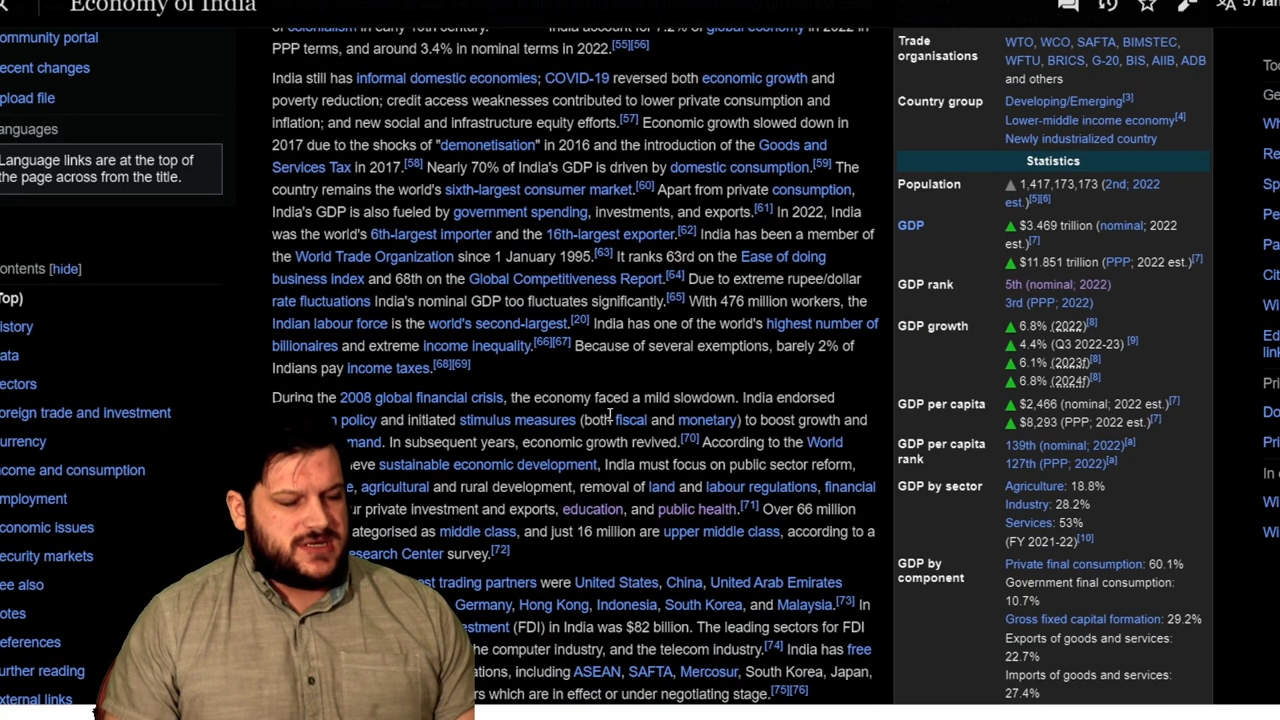 Economy of India
57 lan
ommunity portal
ecent changes
pload file
anguages
Language links are at the top of
the page across from the title.
ontents [hide]
Top)
istory
ata
ectors
oreign trade and investment
urrency
ncome and consumption
mployment
conomic issues
ecurity markets
ee also
otes
eferences
urther reading
xternal links
PPP terms, and around 3.4% in nominal terms in 2022.[55][56]
India still has informal domestic economies; COVID-19 reversed both economic growth and
poverty reduction; credit access weaknesses contributed to lower private consumption and
inflation; and new social and infrastructure equity efforts.[57] Economic growth slowed down in
2017 due to the shocks of "demonetisation" in 2016 and the introduction of the Goods and
Services Tax in 2017.[58] Nearly 70% of India's GDP is driven by domestic consumption.[59] The
country remains the world's sixth-largest consumer market.[60] Apart from private consumption,
India's GDP is also fueled by government spending, investments, and exports.[61] In 2022, India
was the world's 6th-largest importer and the 16th-largest exporter.[62] India has been a member of
the World Trade Organization since 1 January 1995.[63] It ranks 63rd on the Ease of doing
business index and 68th on the Global Competitiveness Report.[64] Due to extreme rupee/dollar
rate fluctuations India's nominal GDP too fluctuates significantly.[65] With 476 million workers, the
Indian labour force is the world's second-largest.[20] India has one of the world's highest number of
billionaires and extreme income inequality.[66][67] Because of several exemptions, barely 2% of
Indians pay income taxes.[68][69]
During the 2008 global financial crisis, the economy faced a mild slowdown. India endorsed
n policy and initiated stimulus measures (both fiscal and monetary) to boost growth and
mand. In subsequent years, economic growth revived.[70] According to the World
eve sustainable economic development, India must focus on public sector reform,
e, agricultural and rural development, removal of land and labour regulations, financial
ur private investment and exports, education, and public health.[71] Over 66 million
ategorised as middle class, and just 16 million are upper middle class, according to a
esearch Center survey.[72]
est trading partners were United States, China, United Arab Emirates
Germany, Hong Kong, Indonesia, South Korea, and Malaysia.[73] In
estment (FDI) in India was $82 billion. The leading sectors for FDI
he computer industry, and the telecom industry.[74] India has free
ations, including ASEAN, SAFTA, Mercosur, South Korea, Japan,
rs which are in effect or under negotiating stage.[75][76]
Trade organisations
WTO, WCO, SAFTA, BIMSTEC,
WFTU, BRICS, G-20, BIS, AIIB, ADB
and others
Country group
Developing/Emerging[3]
Lower-middle income economy[4]
Newly industrialized country
Statistics
Population
1,417,173,173 (2nd; 2022
est.)[5][6]
GDP
$3.469 trillion (nominal; 2022
est.)[7]
$11.851 trillion (PPP; 2022 est.)[7]
GDP rank
5th (nominal; 2022)
3rd (PPP; 2022)
GDP growth
6.8% (2022)[8]
4.4% (Q3 2022-23) [9]
6.1% (2023f)[8]
6.8% (2024f)[8]
GDP per capita
$2,466 (nominal; 2022 est.)[7]
$8,293 (PPP; 2022 est.)[7]
GDP per capita rank
139th (nominal; 2022)[a]
127th (PPP; 2022)[a]
GDP by sector
Agriculture: 18.8%
Industry: 28.2%
Services: 53%
(FY 2021-22)[10]
GDP by component
Private final consumption: 60.1%
Government final consumption:
10.7%
Gross fixed capital formation: 29.2%
Exports of goods and services:
22.7%
Imports of goods and services:
27.4%
Too
Ge
Wh
Re
Sp
Pe
Pa
Cit
Wi
Edi
link
Pri
Do
Pri
In o
Wi
Wi